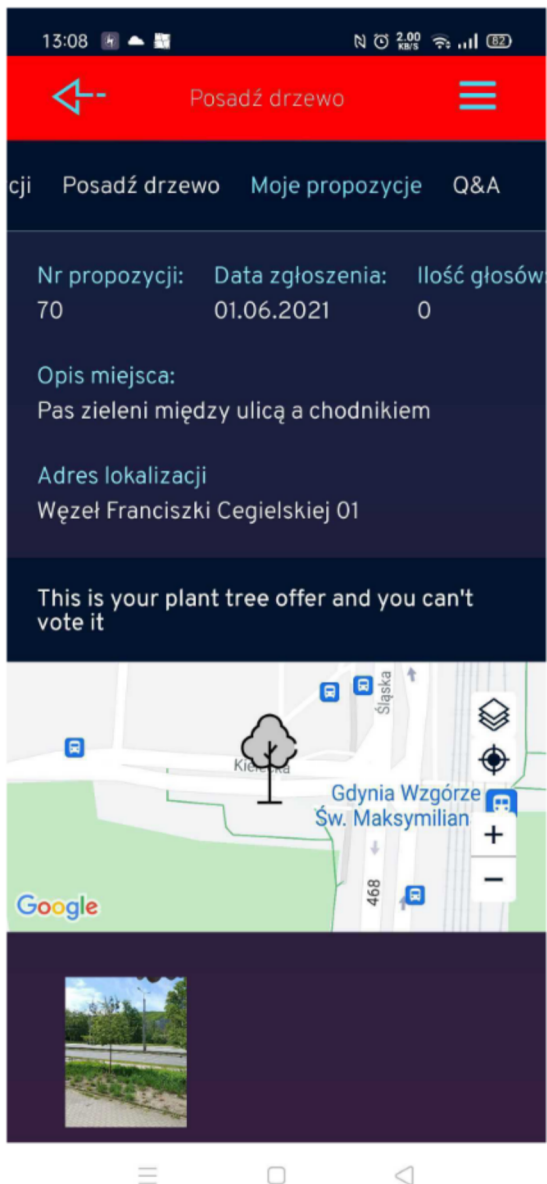 13:08
2.00
KB/S
82
Posadź drzewo
cji Posadź drzewo Moje propozycje Q&A
Nr propozycji: Data zgłoszenia: Ilość głosów:
70 01.06.2021 0
Opis miejsca:
Pas zieleni między ulicą a chodnikiem
Adres lokalizacji
Węzeł Franciszki Cegielskiej 01
This is your plant tree offer and you can't
vote it
Śląska
Kielecka
Gdynia Wzgórze
Św. Maksymilian
468
+
−
Google